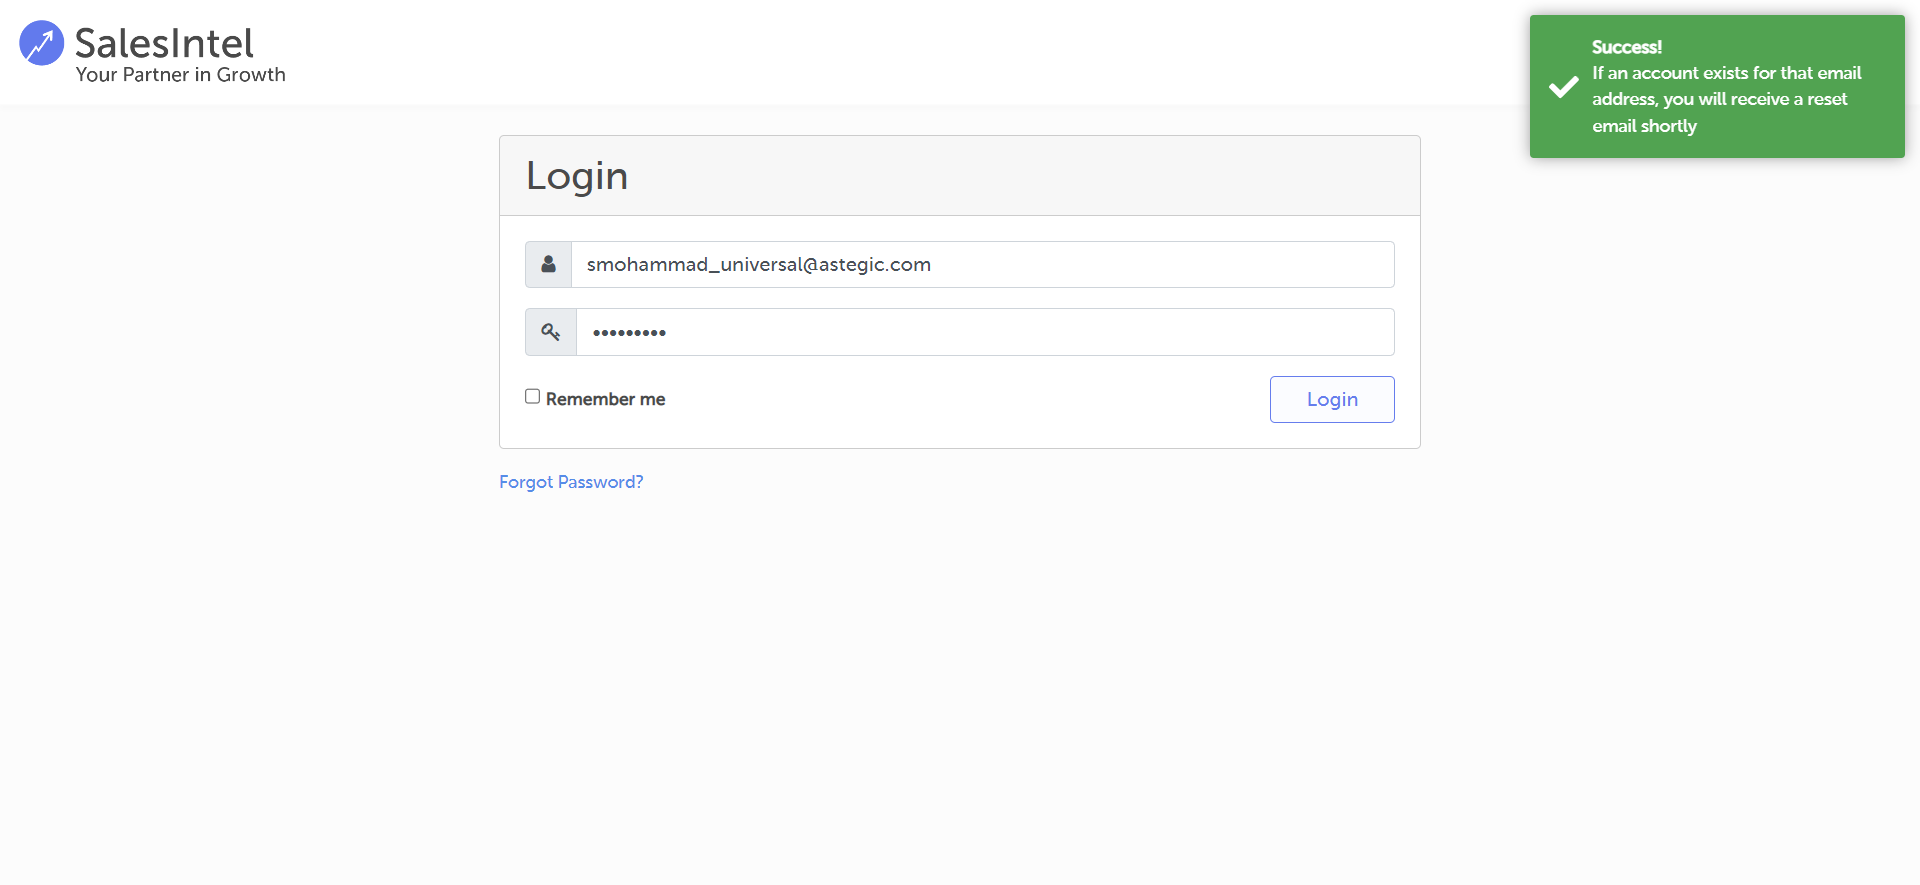 SalesIntel
Your Partner in Growth
Success!
If an account exists for that email
address, you will receive a reset
email shortly
Login
smohammad_universal@astegic.com
•••••••••
Remember me
Login
Forgot Password?